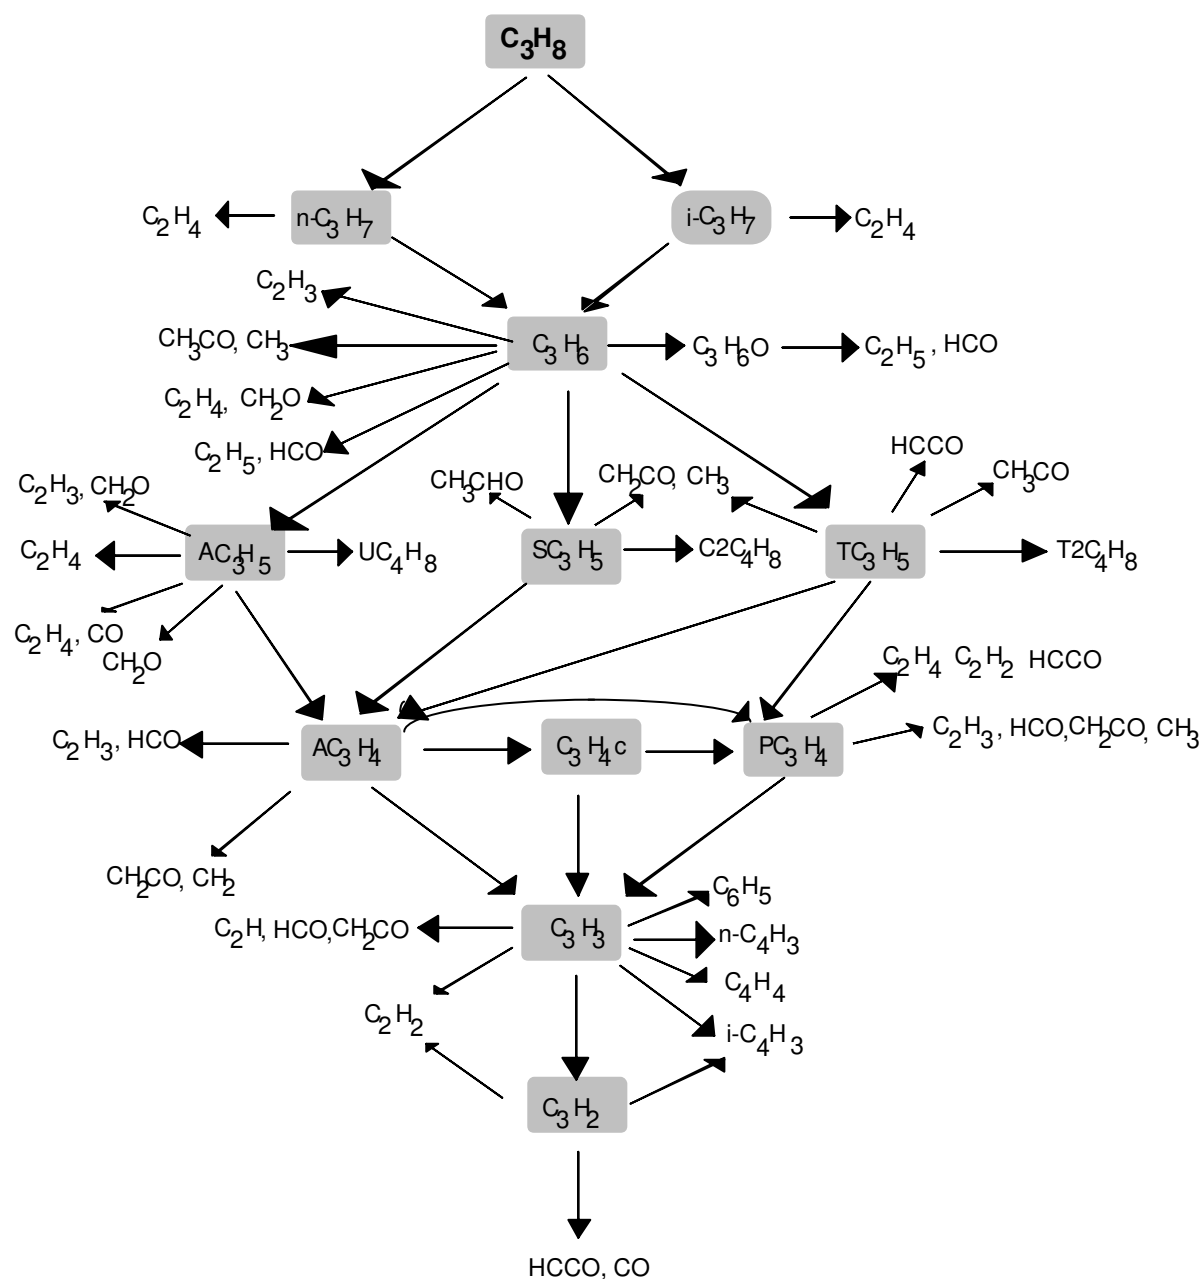 C3H8
C2H4 n-C3H7 i-C3H7 C2H4
C2H3
CH3CO, CH3 C3H6 C3H6O C2H5, HCO
C2H4, CH2O
C2H5, HCO
HCCO
C2H3, CH2O CH3CHO CH2CO, CH3 CH3CO
C2H4 AC3H5 UC4H8 SC3H5 C2C4H8 TC3H5 T2C4H8
C2H4, CO
CH2O
C2H4 C2H2 HCCO
C2H3, HCO AC3H4 C3H4c PC3H4 C2H3, HCO,CH2CO, CH3
CH2CO, CH2
C6H5
C2H, HCO,CH2CO C3H3 n-C4H3
C4H4
C2H2 i-C4H3
C3H2
HCCO, CO